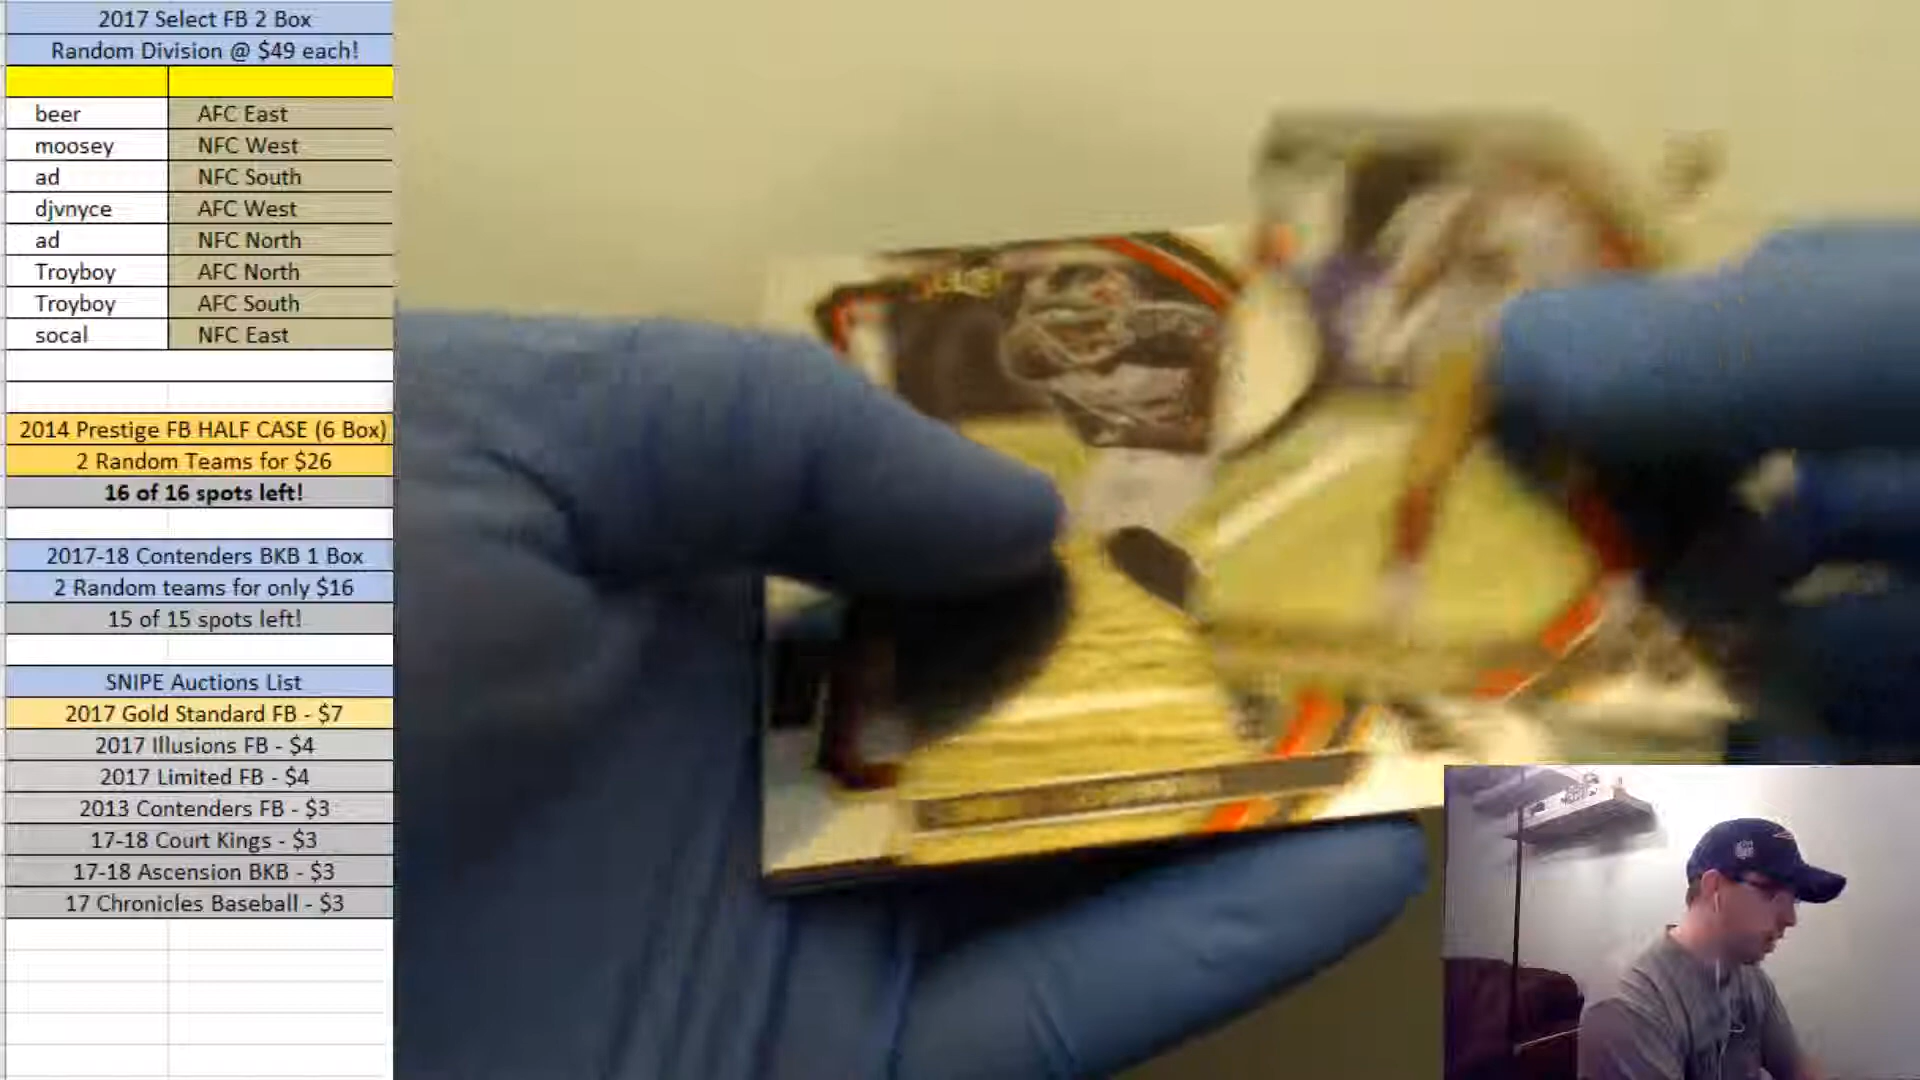 2017 Select FB 2 Box
Random Division @ $49 each!
beer AFC East
moosey NFC West
ad NFC South
djvnyce AFC West
ad NFC North
Troyboy AFC North
Troyboy AFC South
socal NFC East
2014 Prestige FB HALF CASE (6 Box)
2 Random Teams for $26
16 of 16 spots left!
2017-18 Contenders BKB 1 Box
2 Random teams for only $16
15 of 15 spots left!
SNIPE Auctions List
2017 Gold Standard FB - $7
2017 Illusions FB - $4
2017 Limited FB - $4
2013 Contenders FB - $3
17-18 Court Kings - $3
17-18 Ascension BKB - $3
17 Chronicles Baseball - $3